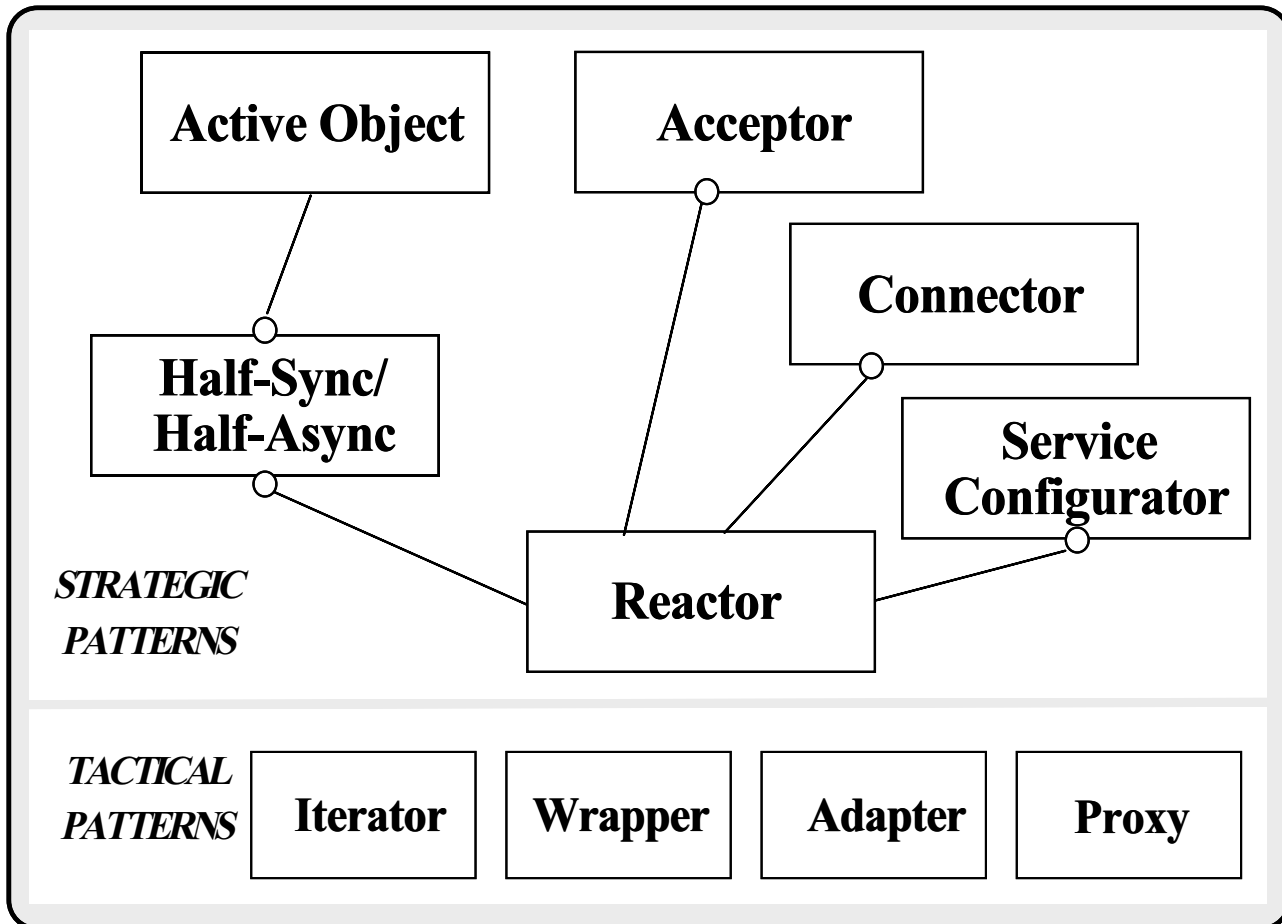 Active Object
Acceptor
Connector
Half-Sync/
Half-Async
Service
Configurator
Reactor
STRATEGIC
PATTERNS
TACTICAL
PATTERNS
Iterator
Wrapper
Adapter
Proxy